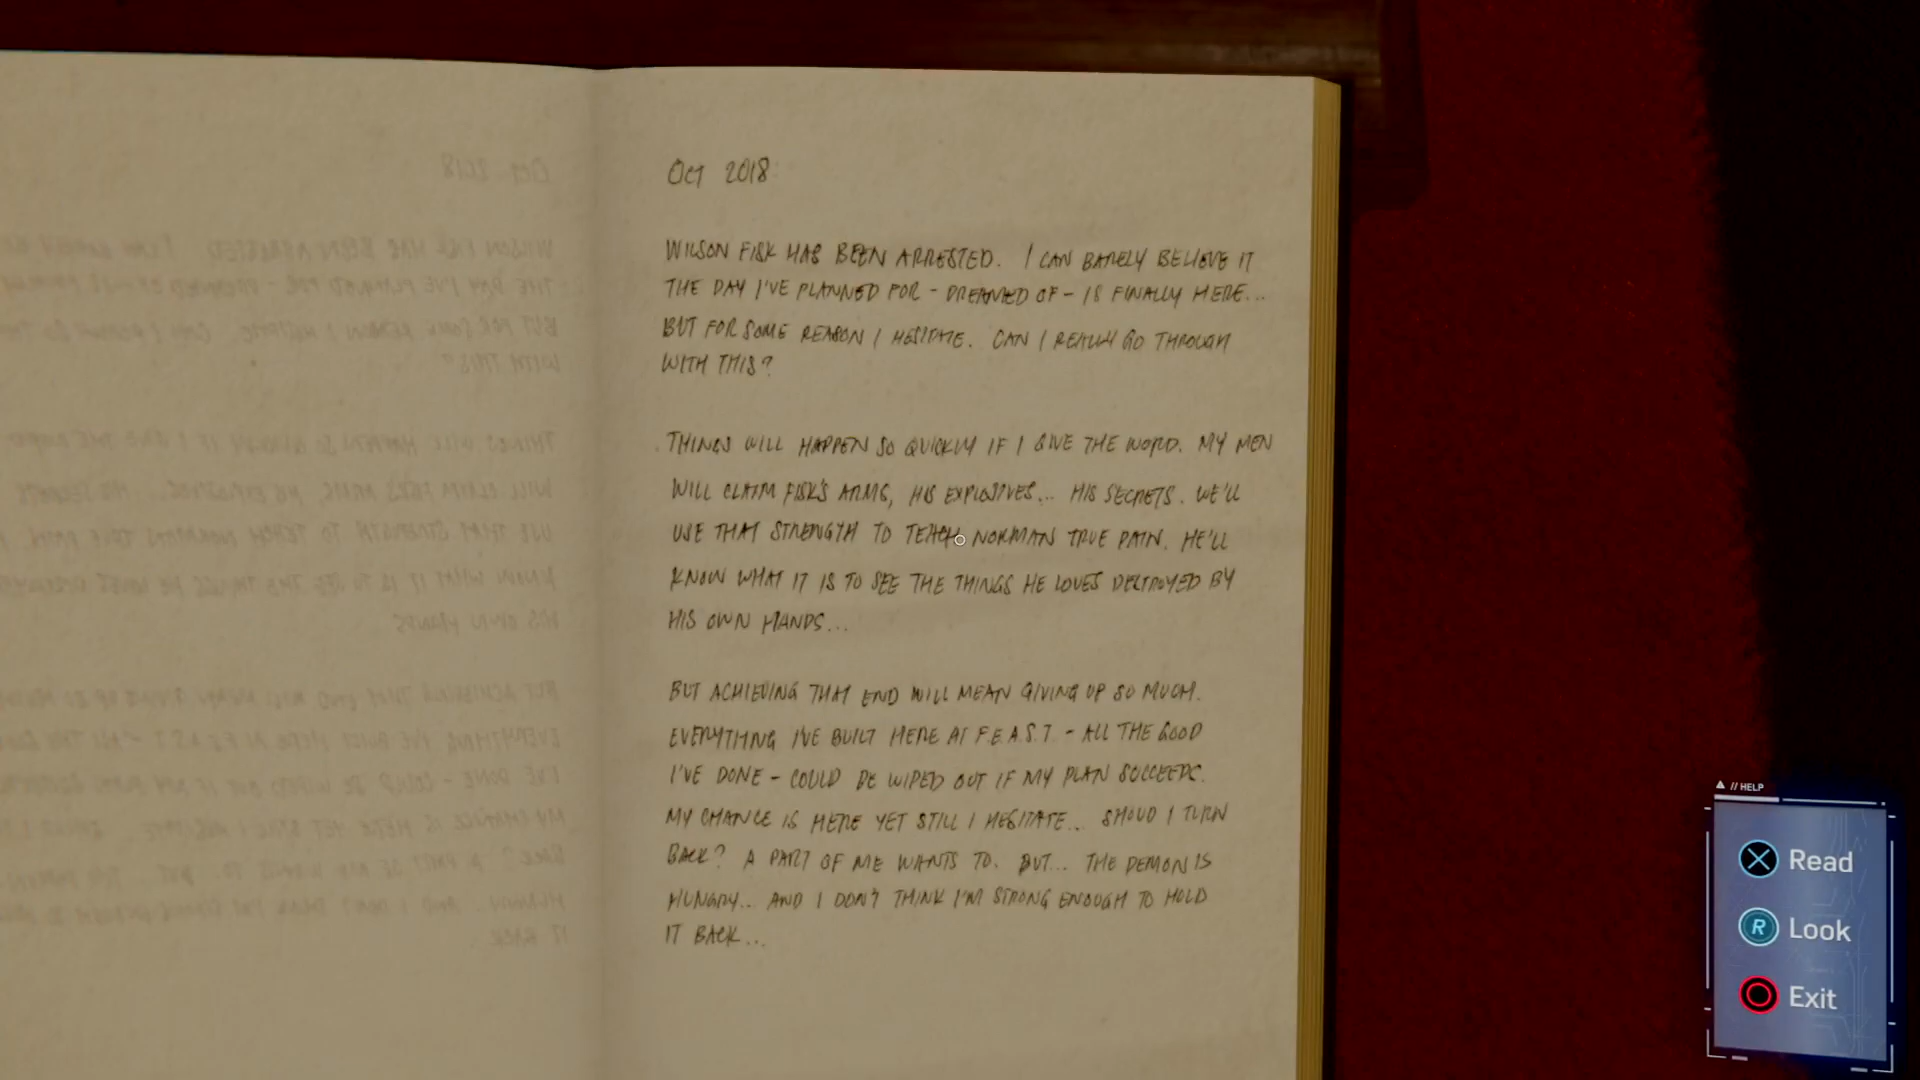 Oct 2018
WILSON FISK HAS BEEN ARRESTED. I CAN BARELY BELIEVE IT
THE DAY I'VE PLANNED FOR - DREAMED OF - IS FINALLY HERE...
BUT FOR SOME REASON I HESITATE. CAN I REALLY GO THROUGH
WITH THIS?
THINGS WILL HAPPEN SO QUICKLY IF I GIVE THE WORD. MY MEN
WILL CLAIM FISK'S ARMS, HIS EXPLOSIVES... HIS SECRETS. WE'LL
USE THAT STRENGTH TO TEACH NORMAN TRUE PAIN. HE'LL
KNOW WHAT IT IS TO SEE THE THINGS HE LOVES DESTROYED BY
HIS OWN HANDS...
BUT ACHIEVING THAT END WILL MEAN GIVING UP SO MUCH.
EVERYTHING I'VE BUILT HERE AT F.E.A.S.T - ALL THE GOOD
I'VE DONE - COULD BE WIPED OUT IF MY PLAN SUCCEEDS.
MY CHANCE IS HERE YET STILL I HESITATE... SHOUD I TURN
BACK? A PART OF ME WANTS TO. BUT... THE DEMON IS
HUNGRY... AND I DON'T THINK I'M STRONG ENOUGH TO HOLD
IT BACK...
// HELP
Read
R Look
Exit